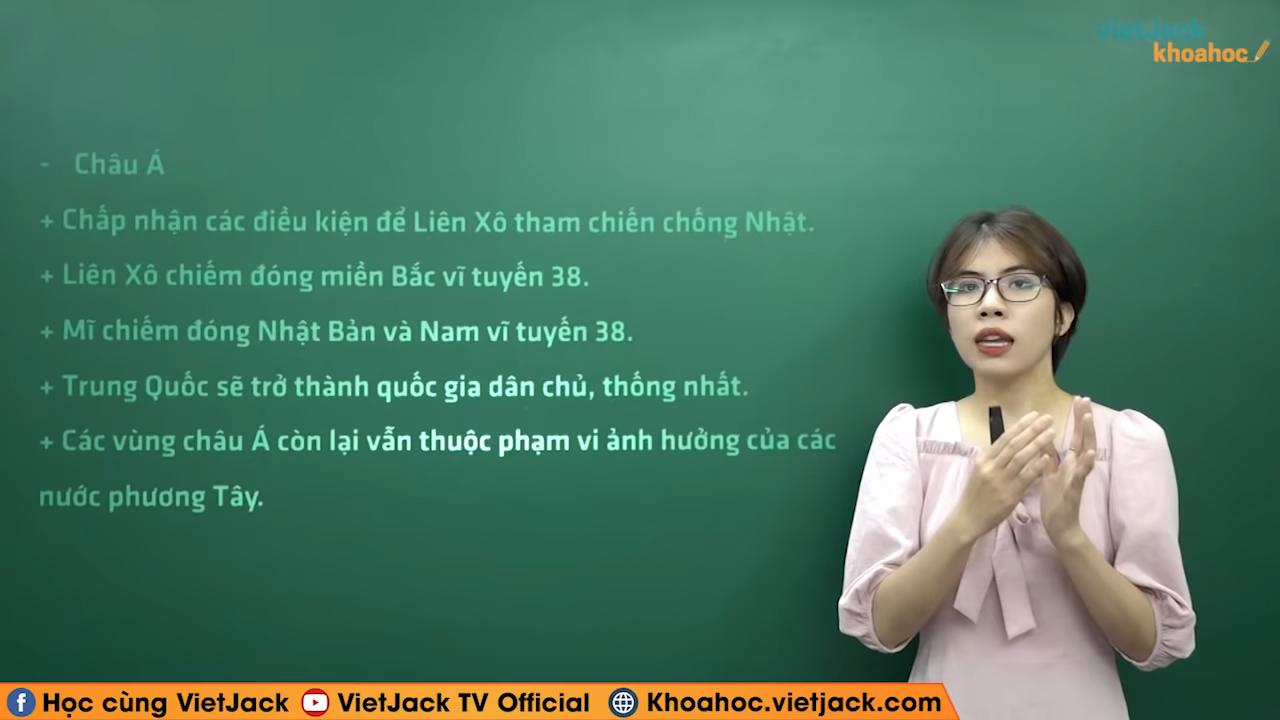 vietJack
khoahoc
- Châu Á
+ Chấp nhận các điều kiện để Liên Xô tham chiến chống Nhật.
+ Liên Xô chiếm đóng miền Bắc vĩ tuyến 38.
+ Mĩ chiếm đóng Nhật Bản và Nam vĩ tuyến 38.
+ Trung Quốc sẽ trở thành quốc gia dân chủ, thống nhất.
+ Các vùng châu Á còn lại vẫn thuộc phạm vi ảnh hưởng của các
nước phương Tây.
Học cùng VietJack VietJack TV Official Khoahoc.vietjack.com